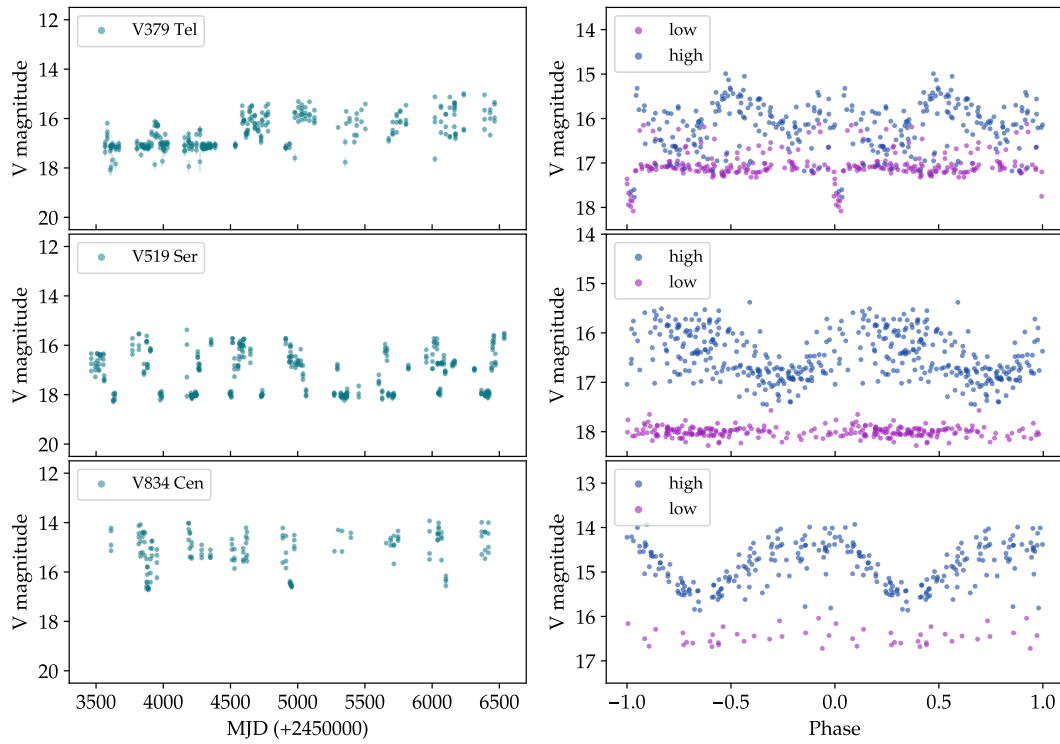 12
14
16
18
20
V magnitude
V379 Tel
14
15
16
17
18
V magnitude
low
high
12
14
16
18
20
V magnitude
V519 Ser
14
15
16
17
18
V magnitude
high
low
12
14
16
18
20
V magnitude
V834 Cen
3500 4000 4500 5000 5500 6000 6500
MJD (+2450000)
13
14
15
16
17
V magnitude
high
low
−1.0 −0.5 0.0 0.5 1.0
Phase